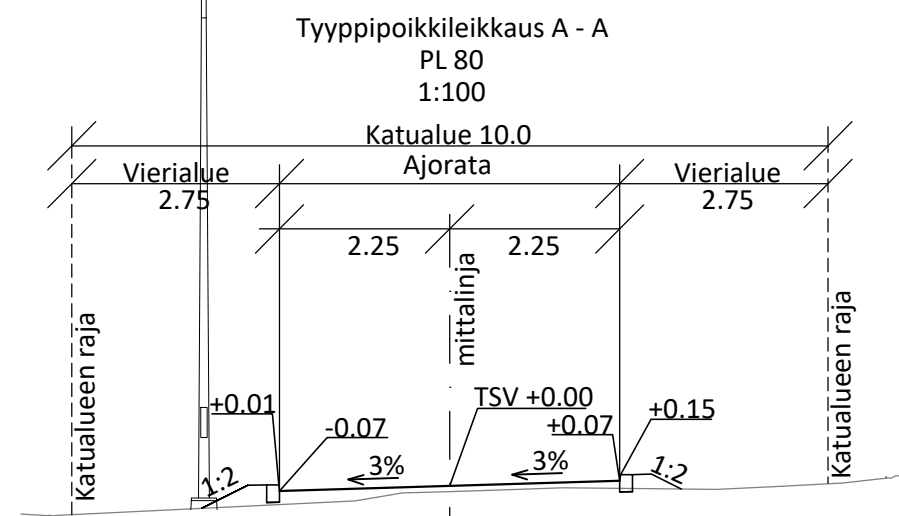 Tyyppipoikkileikkaus A - A
PL 80
1:100
Katualue 10.0
Vierialue
2.75
Ajorata
Vierialue
2.75
2.25
2.25
mittalinja
Katualueen raja
Katualueen raja
+0.01
-0.07
TSV +0.00
+0.07
+0.15
1:2
3%
3%
1:2